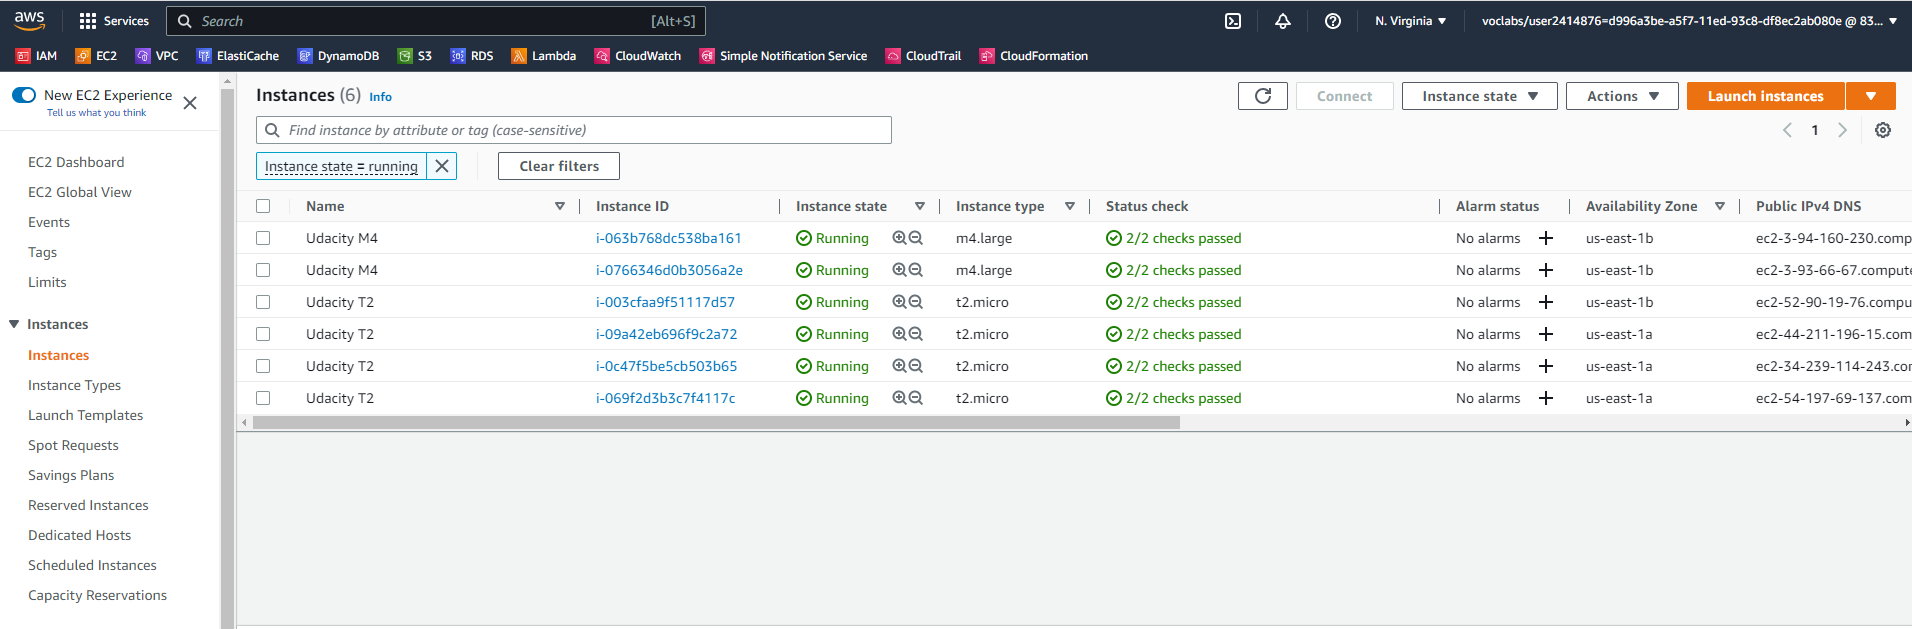 aws Services Search [Alt+S] N. Virginia voclabs/user2414876=d996a3be-a5f7-11ed-93c8-df8ec2ab080e @ 83...
IAM EC2 VPC ElastiCache DynamoDB S3 RDS Lambda CloudWatch Simple Notification Service CloudTrail CloudFormation
New EC2 Experience
Tell us what you think
EC2 Dashboard
EC2 Global View
Events
Tags
Limits
Instances
Instances
Instance Types
Launch Templates
Spot Requests
Savings Plans
Reserved Instances
Dedicated Hosts
Scheduled Instances
Capacity Reservations
Instances (6) Info Connect Instance state Actions Launch instances
Find instance by attribute or tag (case-sensitive) 1
Instance state = running Clear filters
Name Instance ID Instance state Instance type Status check Alarm status Availability Zone Public IPv4 DNS
Udacity M4 i-063b768dc538ba161 Running m4.large 2/2 checks passed No alarms us-east-1b ec2-3-94-160-230.comp
Udacity M4 i-0766346d0b3056a2e Running m4.large 2/2 checks passed No alarms us-east-1b ec2-3-93-66-67.compute
Udacity T2 i-003cfaa9f51117d57 Running t2.micro 2/2 checks passed No alarms us-east-1b ec2-52-90-19-76.compu
Udacity T2 i-09a42eb696f9c2a72 Running t2.micro 2/2 checks passed No alarms us-east-1a ec2-44-211-196-15.com
Udacity T2 i-0c47f5be5cb503b65 Running t2.micro 2/2 checks passed No alarms us-east-1a ec2-34-239-114-243.cor
Udacity T2 i-069f2d3b3c7f4117c Running t2.micro 2/2 checks passed No alarms us-east-1a ec2-54-197-69-137.com